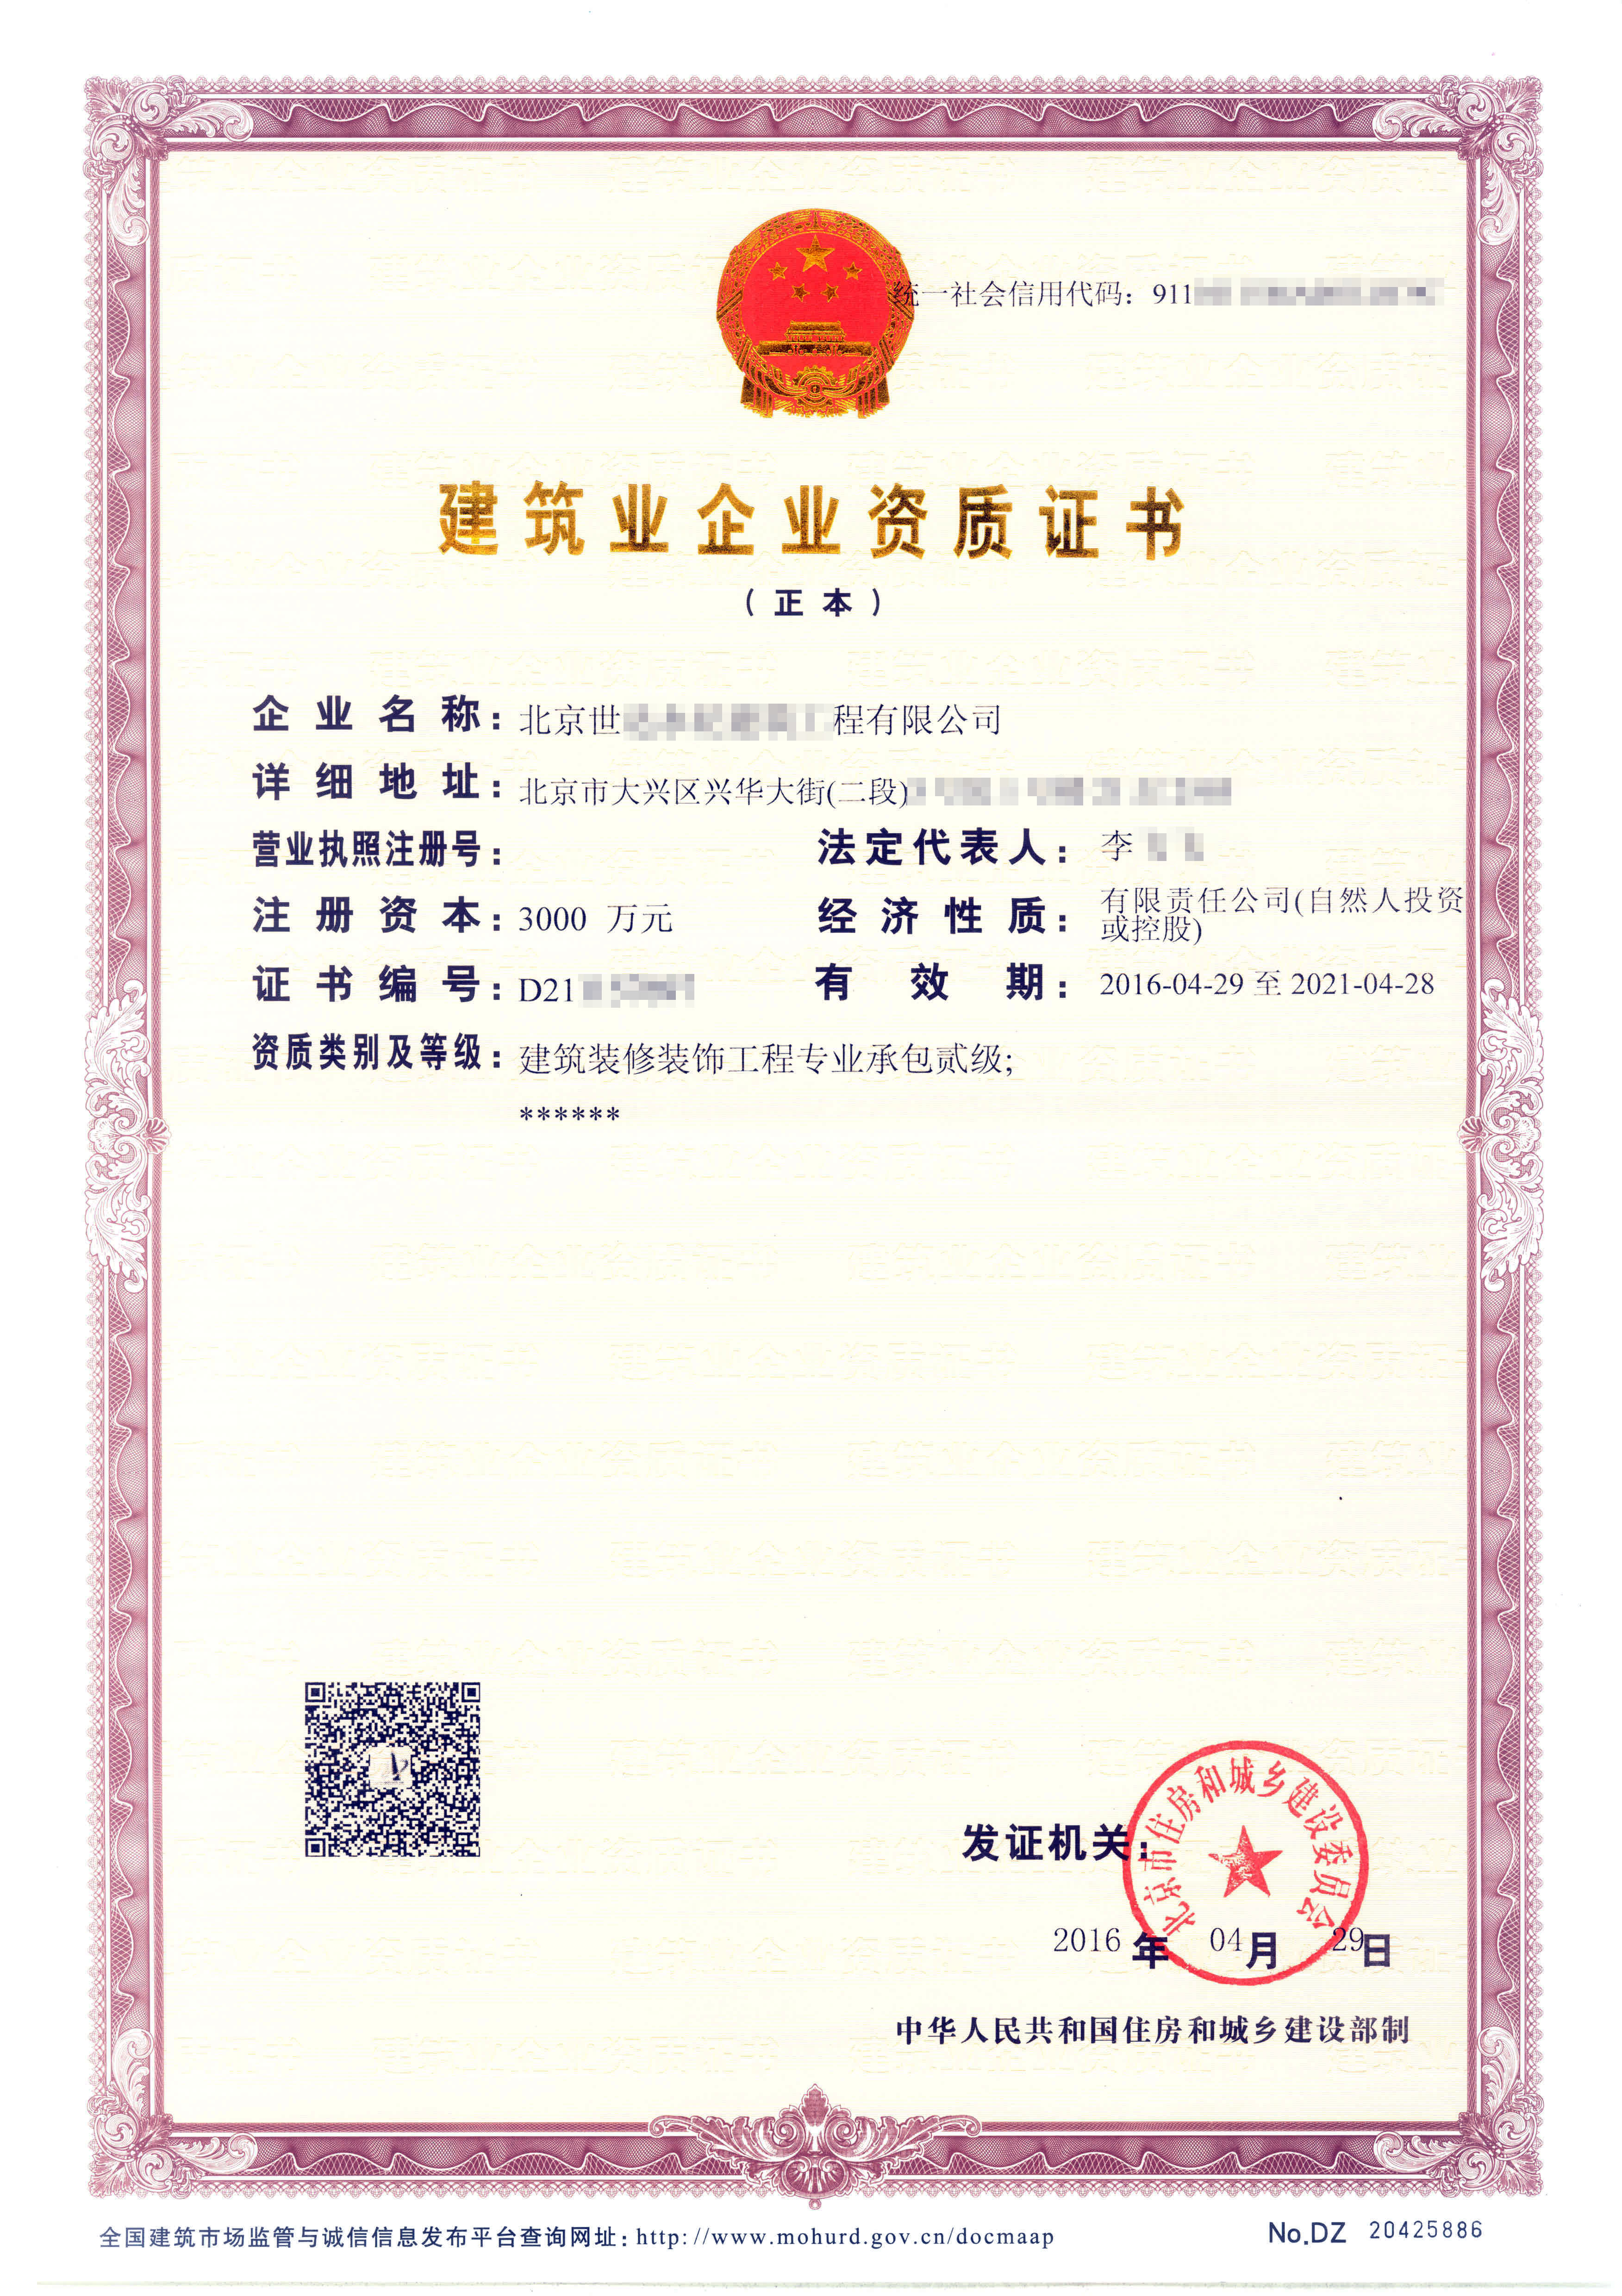 统一社会信用代码：911
建筑业企业资质证书
（正本）
企业名称：北京世 程有限公司
详细地址：北京市大兴区兴华大街(二段)
营业执照注册号： 法定代表人：李
注册资本：3000 万元 经济性质：有限责任公司(自然人投资
或控股)
证书编号：D21 有效期：2016-04-29 至 2021-04-28
资质类别及等级：建筑装修装饰工程专业承包贰级;
******
发证机关：
北京市住房和城乡建设委员会
2016 年 04 月 29 日
中华人民共和国住房和城乡建设部制
全国建筑市场监管与诚信信息发布平台查询网址：http://www.mohurd.gov.cn/docmaap
No.DZ 20425886